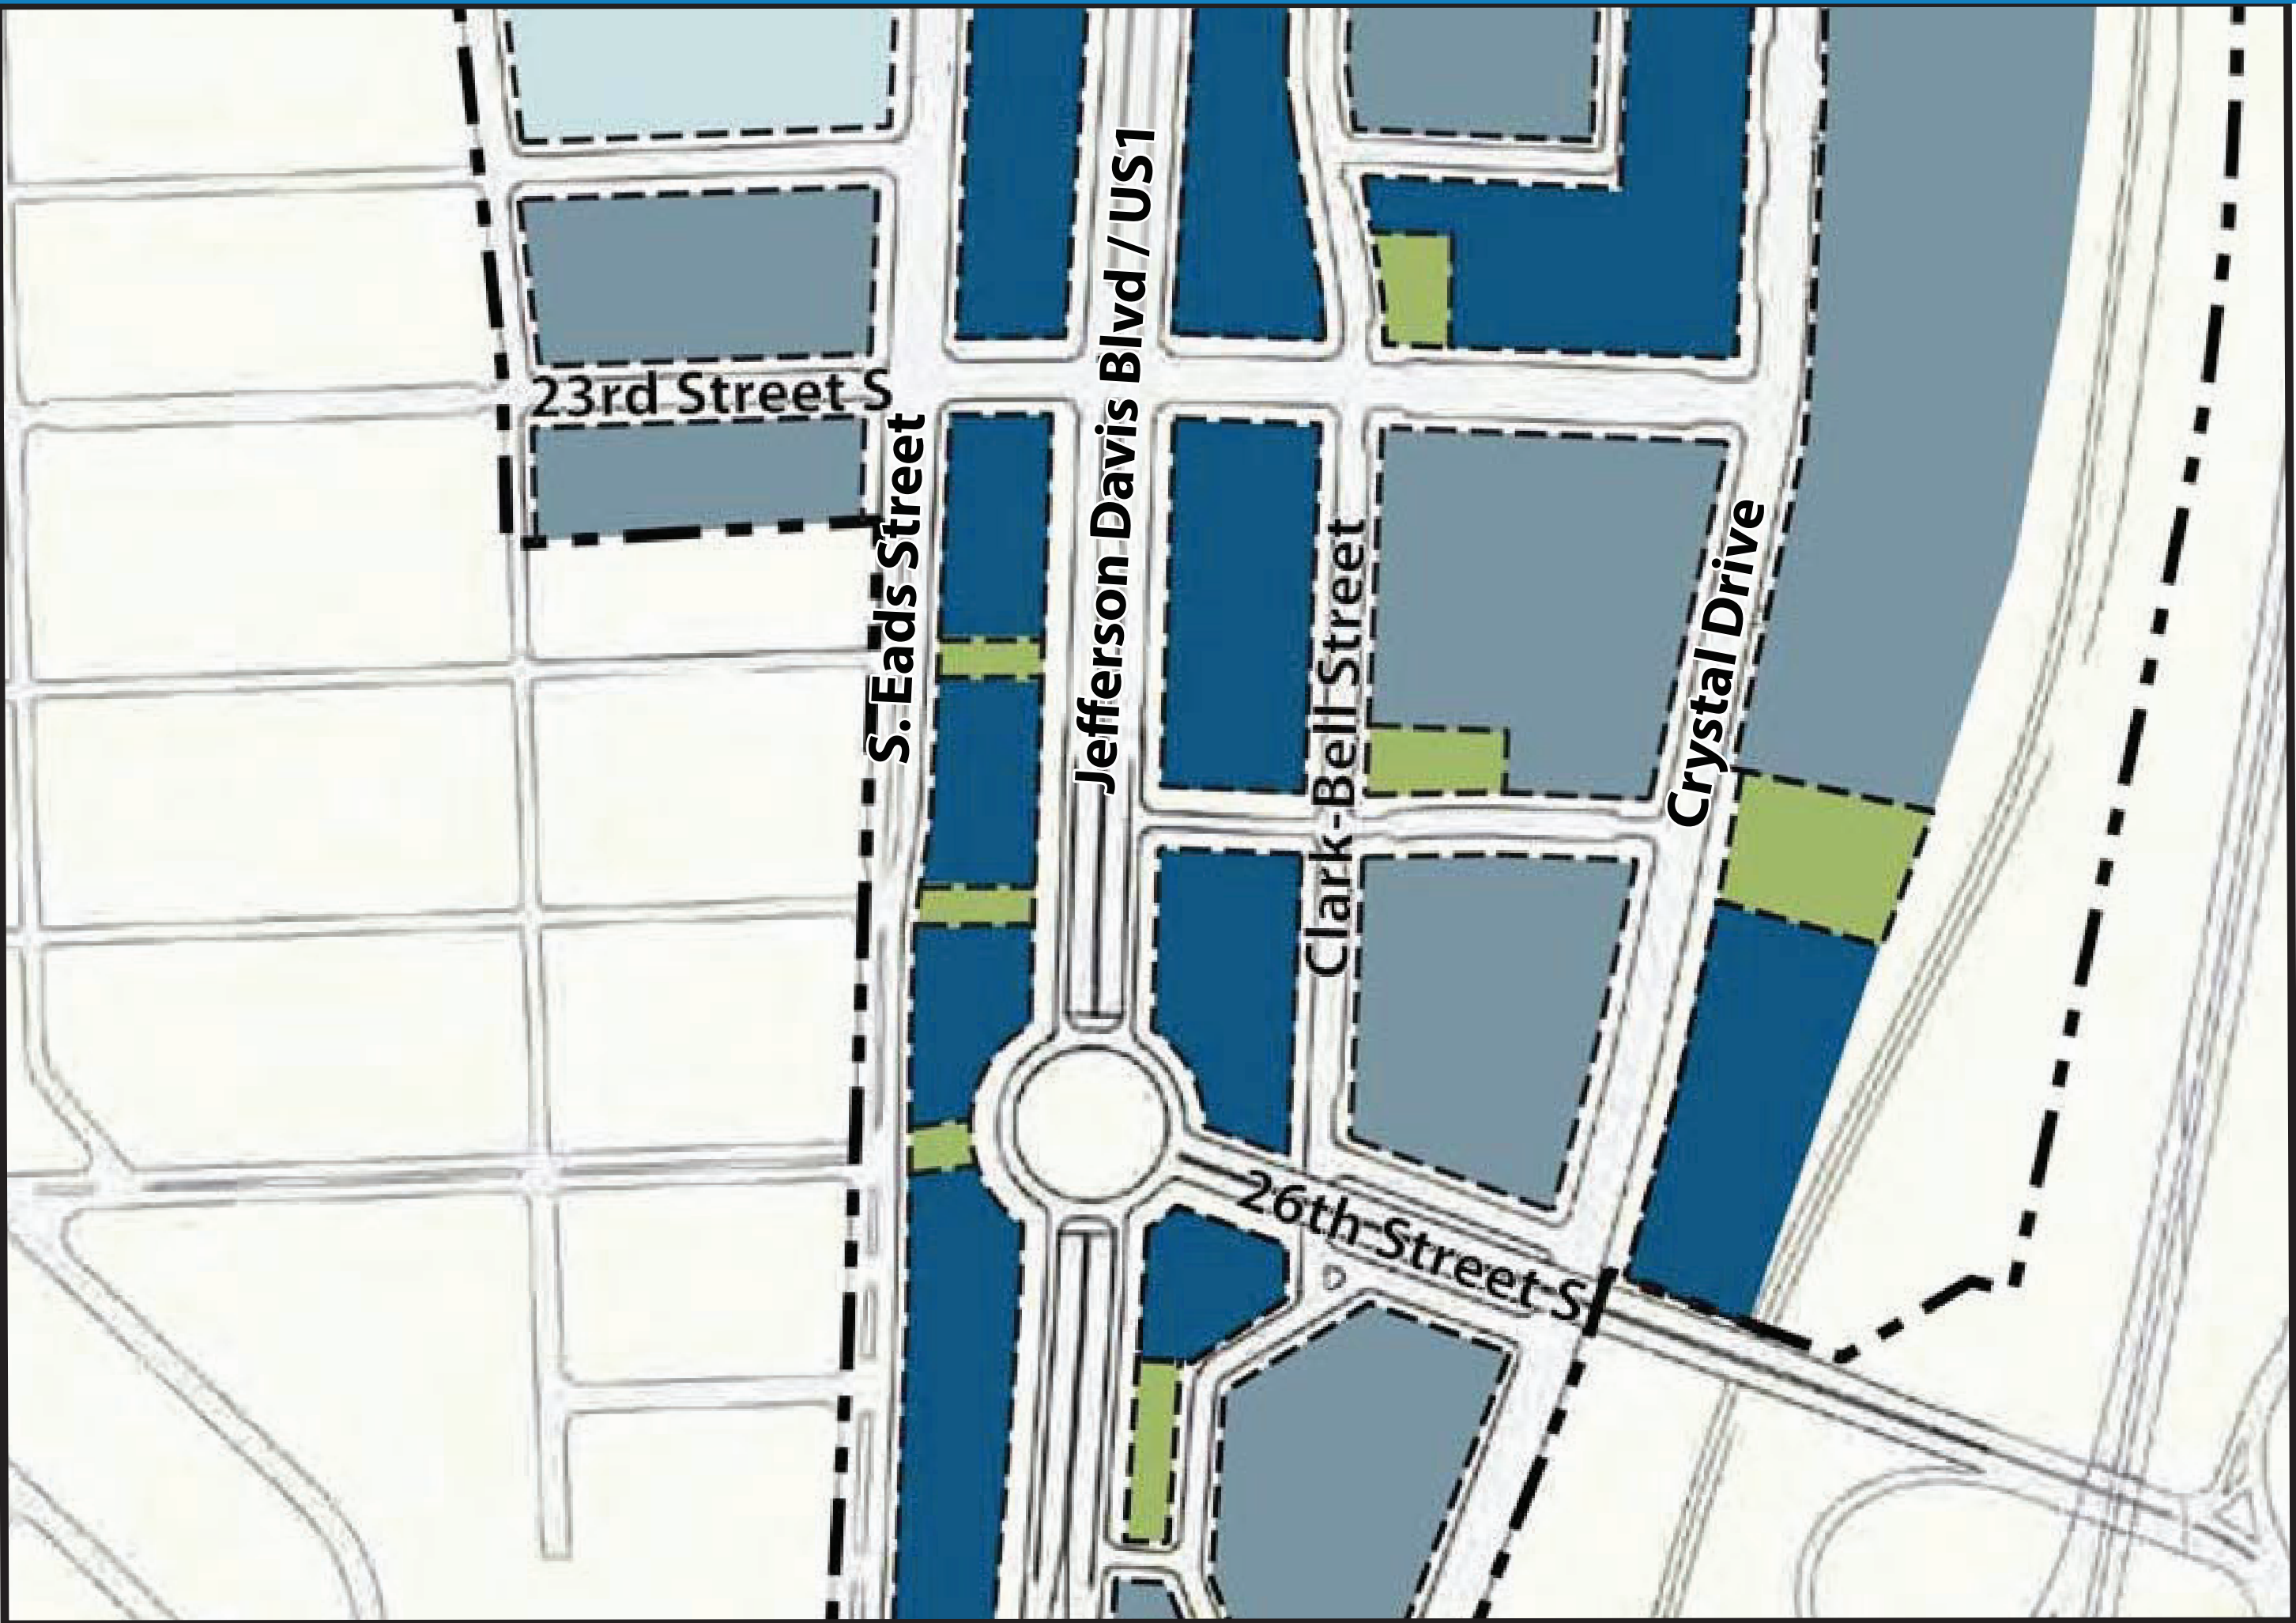 Jefferson Davis Blvd / US1
23rd Street S
S. Eads Street
Clark-Bell Street
Crystal Drive
26th Street S